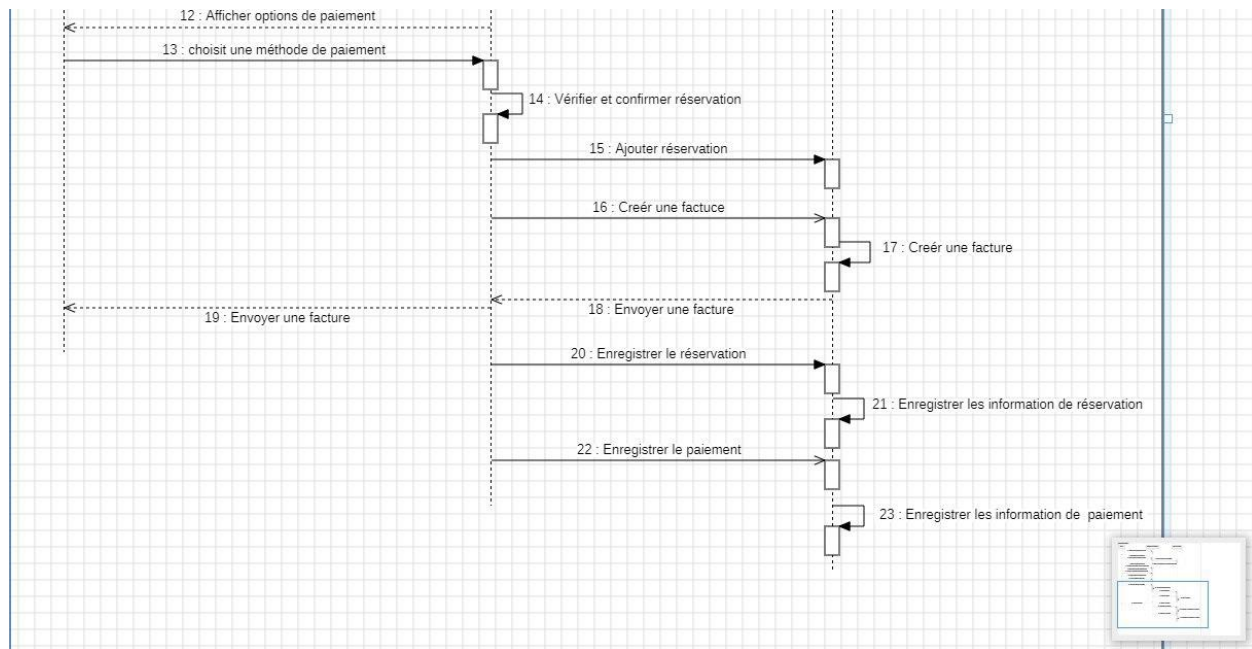 12 : Afficher options de paiement
13 : choisit une méthode de paiement
14 : Vérifier et confirmer réservation
15 : Ajouter réservation
16 : Creér une factuce
17 : Creér une facture
18 : Envoyer une facture
19 : Envoyer une facture
20 : Enregistrer le réservation
21 : Enregistrer les information de réservation
22 : Enregistrer le paiement
23 : Enregistrer les information de  paiement